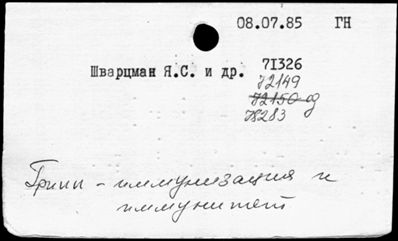 08.07.85 ГН
Шварцман Я.С. и др. 71326
72149
72150 д
78283
Грипп - иммунизация и
иммунитет